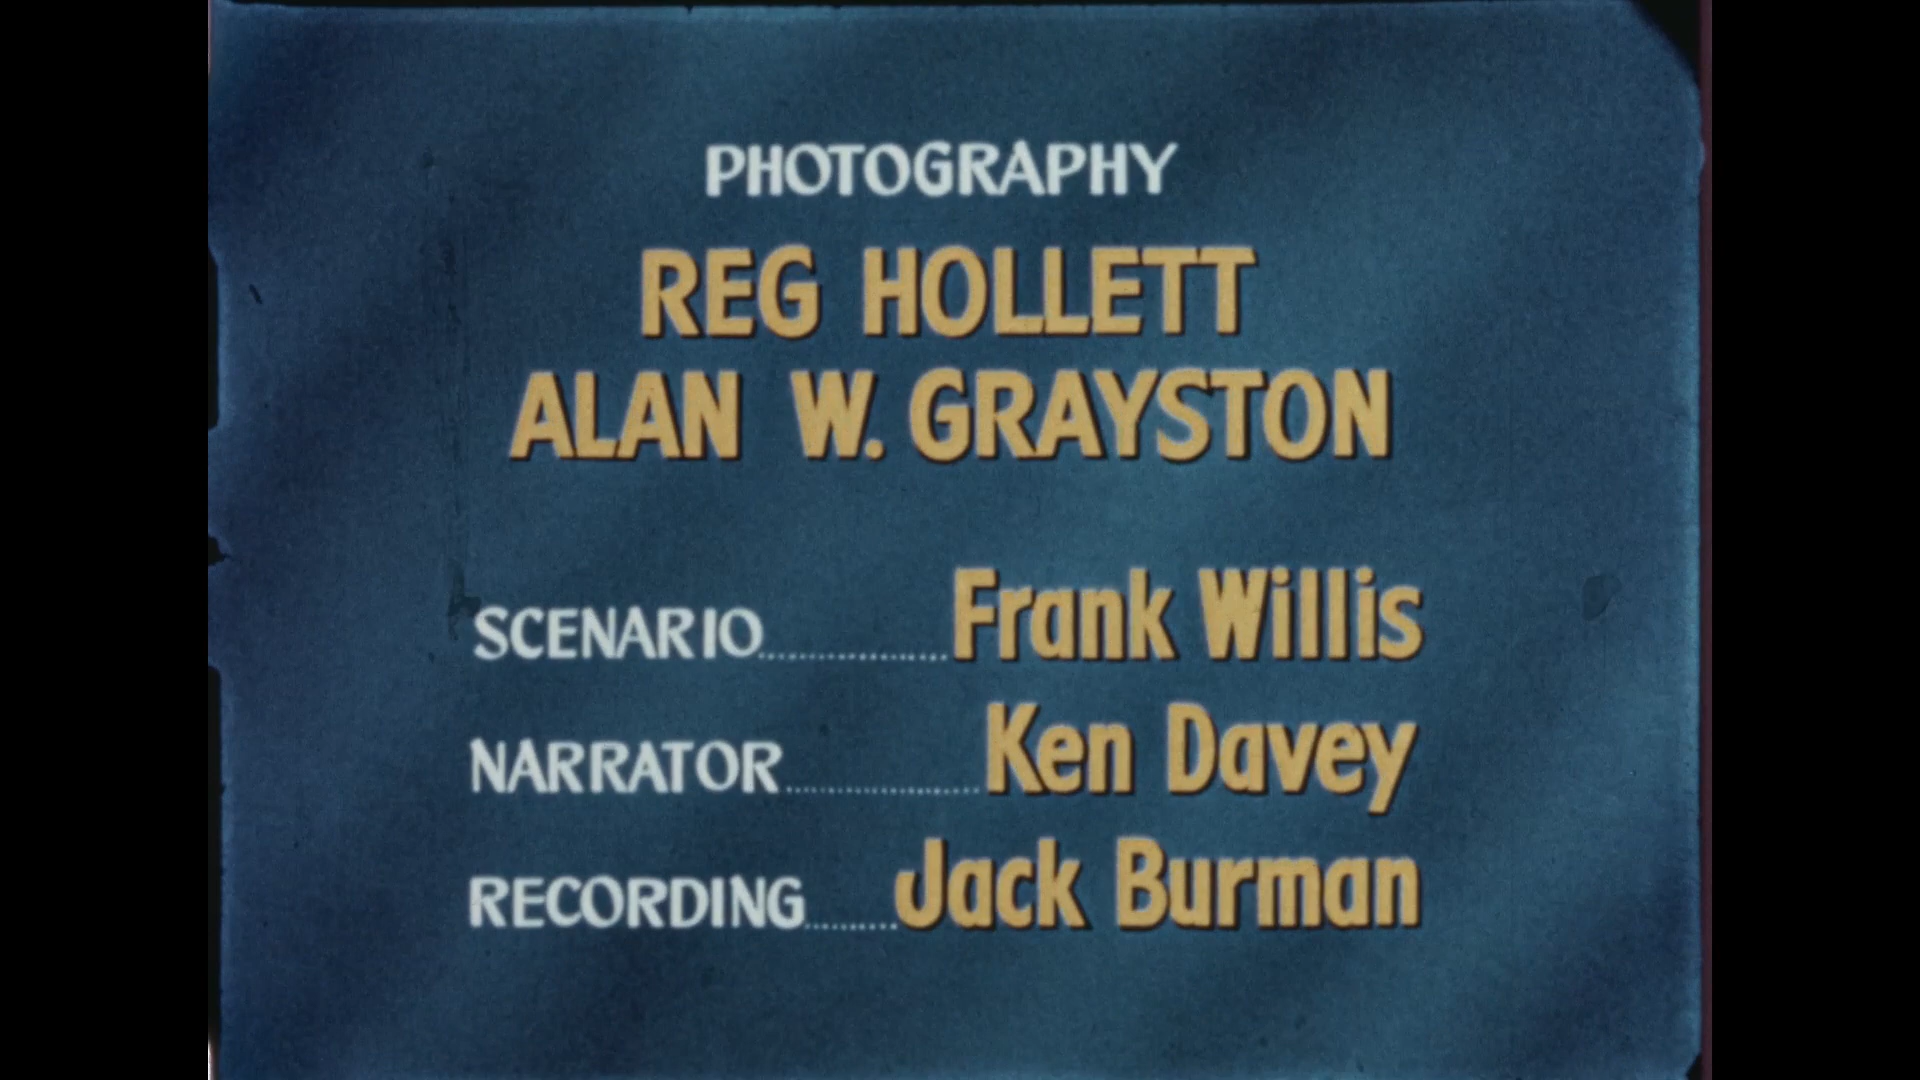 PHOTOGRAPHY
REG HOLLETT
ALAN W. GRAYSTON
SCENARIO..................Frank Willis
NARRATOR..................Ken Davey
RECORDING.........Jack Burman